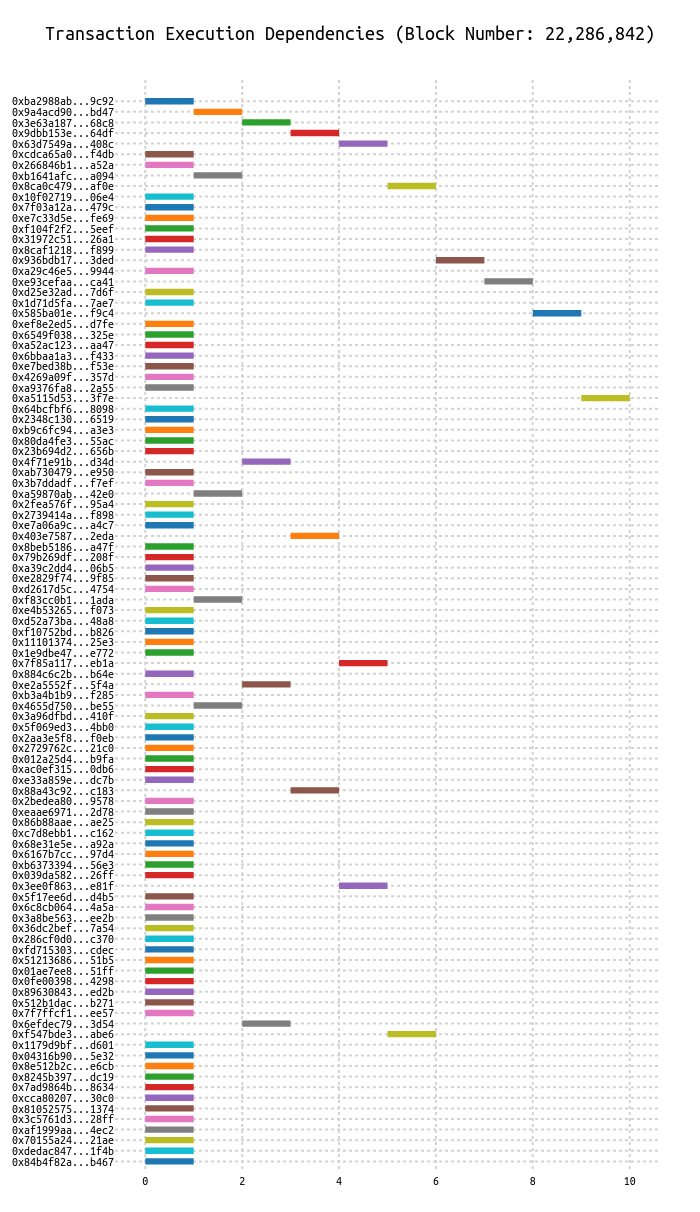 Transaction Execution Dependencies (Block Number: 22,286,842)
0xba2988ab...9c92
0x9a4acd90...bd47
0x3e63a187...68c8
0x9dbb153e...64df
0x63d7549a...408c
0xcdca65a0...f4db
0x266846b1...a52a
0xb1641afc...a094
0x8ca0c479...af0e
0x10f02719...06e4
0x7f03a12a...479c
0xe7c33d5e...fe69
0xf104f2f2...5eef
0x31972c51...26a1
0x8caf1218...f899
0x936bdb17...3ded
0xa29c46e5...9944
0xe93cefaa...ca41
0xd25e32ad...7d6f
0x1d71d5fa...7ae7
0x585ba01e...f9c4
0xef8e2ed5...d7fe
0x6549f038...325e
0xa52ac123...aa47
0x6bbaa1a3...f433
0xe7bed38b...f53e
0x4269a09f...357d
0xa9376fa8...2a55
0xa5115d53...3f7e
0x64bcfbf6...8098
0x2348c130...6519
0xb9c6fc94...a3e3
0x80da4fe3...55ac
0x23b694d2...656b
0x4f71e91b...d34d
0xab730479...e950
0x3b7ddadf...f7ef
0xa59870ab...42e0
0x2fea576f...95a4
0x2739414a...f898
0xe7a06a9c...a4c7
0x403e7587...2eda
0x8beb5186...a47f
0x79b269df...208f
0xa39c2dd4...06b5
0xe2829f74...9f85
0xd2617d5c...4754
0xf83cc0b1...1ada
0xe4b53265...f073
0xd52a73ba...48a8
0xf10752bd...b826
0x11101374...25e3
0x1e9dbe47...e772
0x7f85a117...eb1a
0x884c6c2b...b64e
0xe2a5552f...5f4a
0xb3a4b1b9...f285
0x4655d750...be55
0x3a96dfbd...410f
0x5f069ed3...4bb0
0x2aa3e5f8...f0eb
0x2729762c...21c0
0x012a25d4...b9fa
0xac0ef315...0db6
0xe33a859e...dc7b
0x88a43c92...c183
0x2bedea80...9578
0xeaae6971...2d78
0x86b88aae...ae25
0xc7d8ebb1...c162
0x68e31e5e...a92a
0x6167b7cc...97d4
0xb6373394...56e3
0x039da582...26ff
0x3ee0f863...e81f
0x5f17ee6d...d4b5
0x6c8cb064...4a5a
0x3a8be563...ee2b
0x36dc2bef...7a54
0x286cf0d0...c370
0xfd715303...cdec
0x51213686...51b5
0x01ae7ee8...51ff
0x0fe00398...4298
0x89630843...ed2b
0x512b1dac...b271
0x7f7ffcf1...ee57
0x6efdec79...3d54
0xf547bde3...abe6
0x1179d9bf...d601
0x04316b90...5e32
0x8e512b2c...e6cb
0x8245b397...dc19
0x7ad9864b...8634
0xcca80207...30c0
0x81052575...1374
0x3c5761d3...28ff
0xaf1999aa...4ec2
0x70155a24...21ae
0xdedac847...1f4b
0x84b4f82a...b467
0 2 4 6 8 10